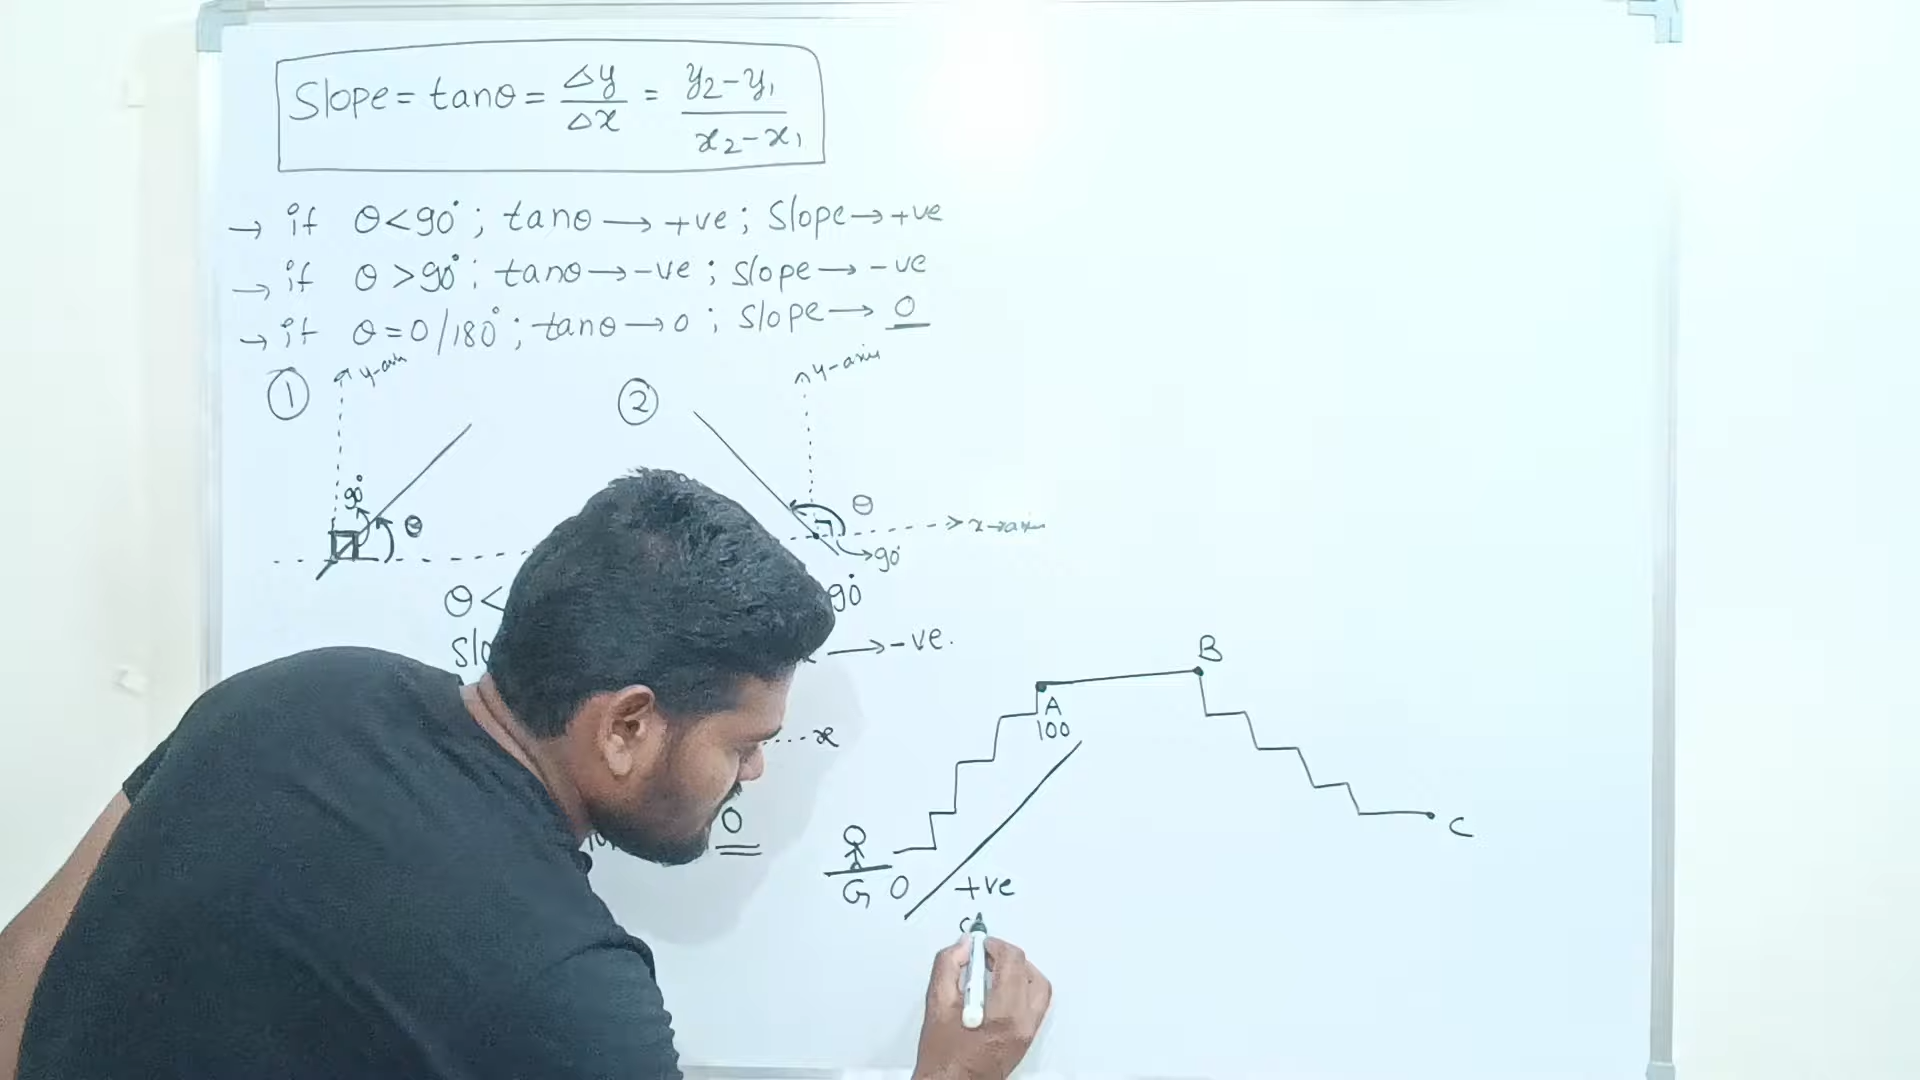 Slope = tanθ = Δy/Δx = y₂-y₁/x₂-x₁
→ if θ<90°; tanθ → +ve; Slope → +ve
→ if θ>90°; tanθ → -ve; Slope → -ve
→ if θ=0/180°; tanθ → 0; Slope → 0
① y-axis
② y-axis
90° θ
θ x-axis
90°
θ<
90°
→ -ve.
B
A
100
x
0
C
G 0 +ve